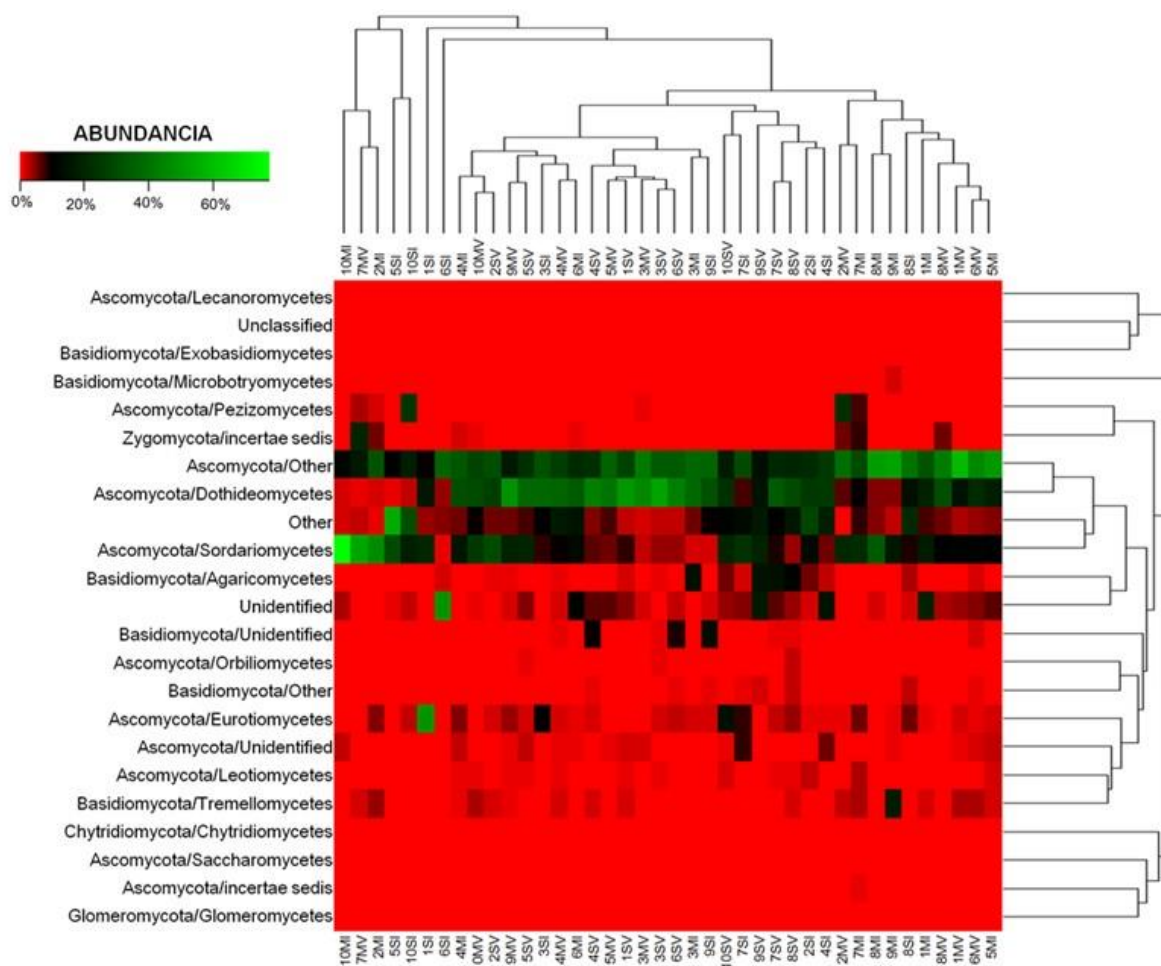 ABUNDANCIA
0% 20% 40% 60%
10MI 7MV 2MI 5SI 10SI 1SI 6SI 4MI 10MV 2SV 9MV 5SV 3SI 4MV 6MI 4SV 5MV 1SV 3MV 3SV 6SV 3MI 9SI 10SV 7SI 9SV 7SV 8SV 2SI 4SI 2MV 7MI 8MI 9MI 8SI 1MI 8MV 1MV 6MV 5MI
Ascomycota/Lecanoromycetes
Unclassified
Basidiomycota/Exobasidiomycetes
Basidiomycota/Microbotryomycetes
Ascomycota/Pezizomycetes
Zygomycota/incertae sedis
Ascomycota/Other
Ascomycota/Dothideomycetes
Other
Ascomycota/Sordariomycetes
Basidiomycota/Agaricomycetes
Unidentified
Basidiomycota/Unidentified
Ascomycota/Orbiliomycetes
Basidiomycota/Other
Ascomycota/Eurotiomycetes
Ascomycota/Unidentified
Ascomycota/Leotiomycetes
Basidiomycota/Tremellomycetes
Chytridiomycota/Chytridiomycetes
Ascomycota/Saccharomycetes
Ascomycota/incertae sedis
Glomeromycota/Glomeromycetes
10MI 7MV 2MI 5SI 10SI 1SI 6SI 4MI 0MV 2SV 9MV 5SV 3SI 4MV 6MI 4SV 5MV 1SV 3MV 3SV 6SV 3MI 9SI 10SV 7SI 9SV 7SV 8SV 2SI 4SI 2MV 7MI 8MI 9MI 8SI 1MI 8MV 1MV 6MV 5MI